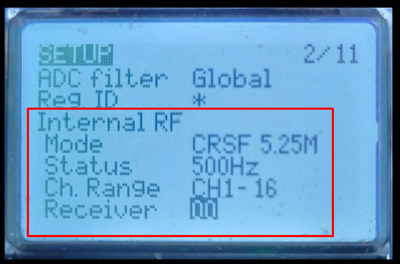 SETUP 2/11
ADC filter Global
Reg. ID *
Internal RF
Mode CRSF 5.25M
Status 500Hz
Ch. Range CH1-16
Receiver 00